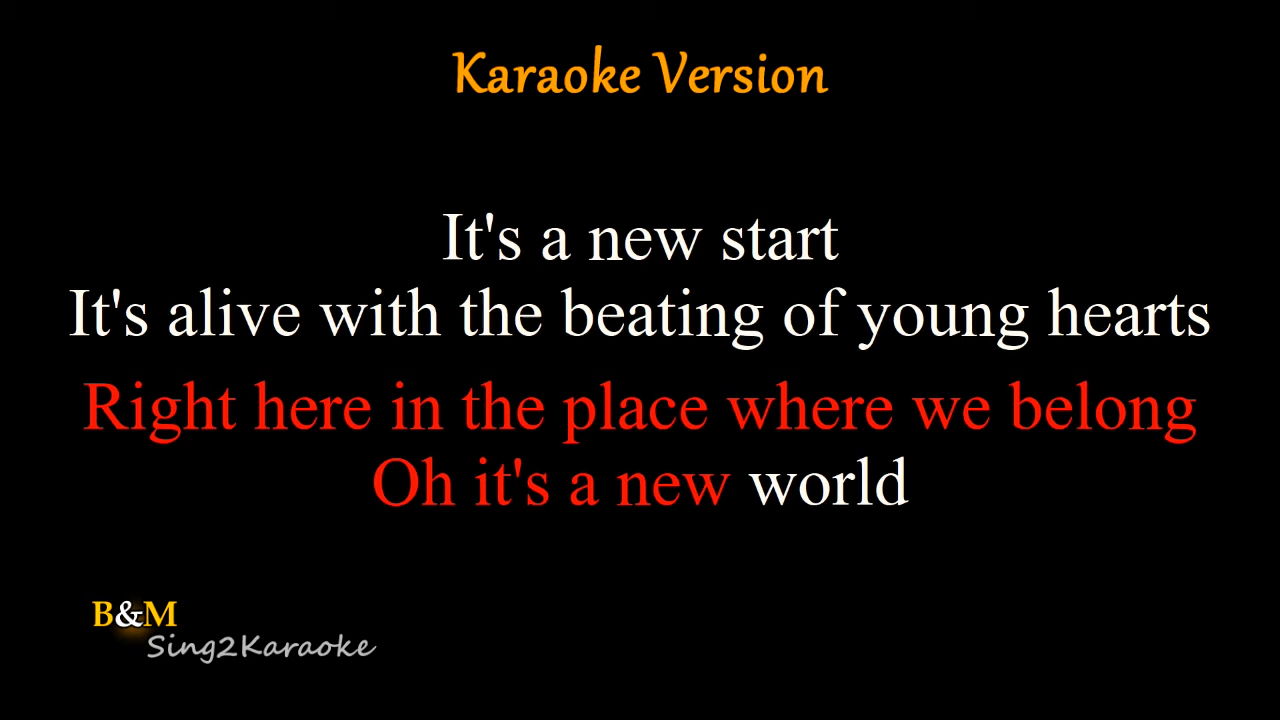 Karaoke Version
It's a new start
It's alive with the beating of young hearts
Right here in the place where we belong
Oh it's a new world
B&M
Sing2Karaoke